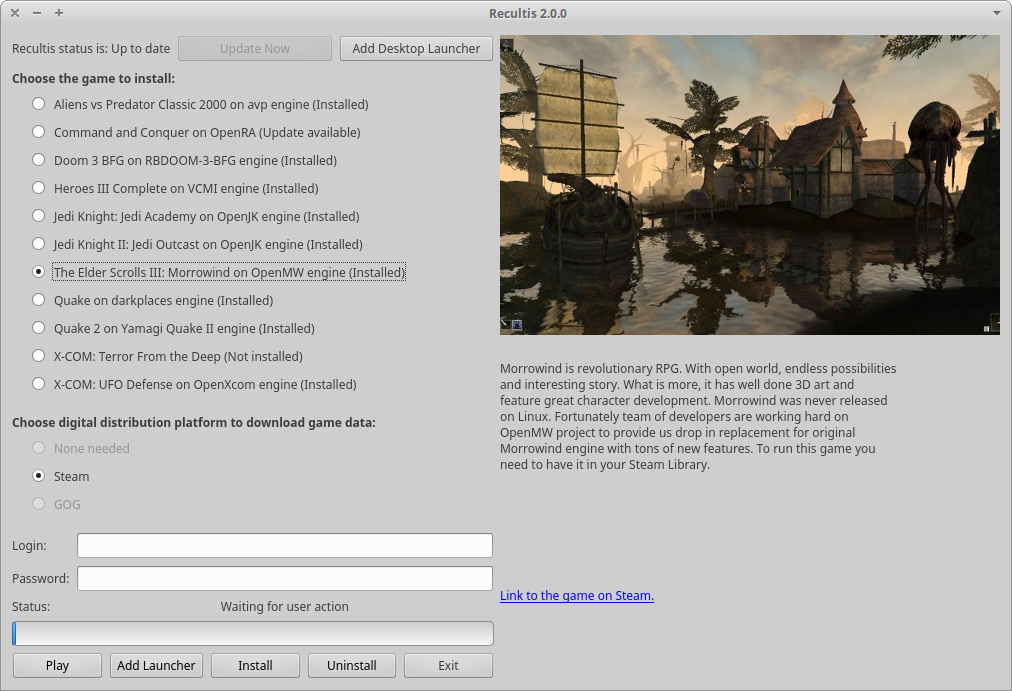 Recultis 2.0.0
Recultis status is: Up to date
Update Now
Add Desktop Launcher
Choose the game to install:
Aliens vs Predator Classic 2000 on avp engine (Installed)
Command and Conquer on OpenRA (Update available)
Doom 3 BFG on RBDOOM-3-BFG engine (Installed)
Heroes III Complete on VCMI engine (Installed)
Jedi Knight: Jedi Academy on OpenJK engine (Installed)
Jedi Knight II: Jedi Outcast on OpenJK engine (Installed)
The Elder Scrolls III: Morrowind on OpenMW engine (Installed)
Quake on darkplaces engine (Installed)
Quake 2 on Yamagi Quake II engine (Installed)
X-COM: Terror From the Deep (Not installed)
X-COM: UFO Defense on OpenXcom engine (Installed)
Choose digital distribution platform to download game data:
None needed
Steam
GOG
Login:
Password:
Status:
Waiting for user action
Play
Add Launcher
Install
Uninstall
Exit
Morrowind is revolutionary RPG. With open world, endless possibilities
and interesting story. What is more, it has well done 3D art and
feature great character development. Morrowind was never released
on Linux. Fortunately team of developers are working hard on
OpenMW project to provide us drop in replacement for original
Morrowind engine with tons of new features. To run this game you
need to have it in your Steam Library.
Link to the game on Steam.